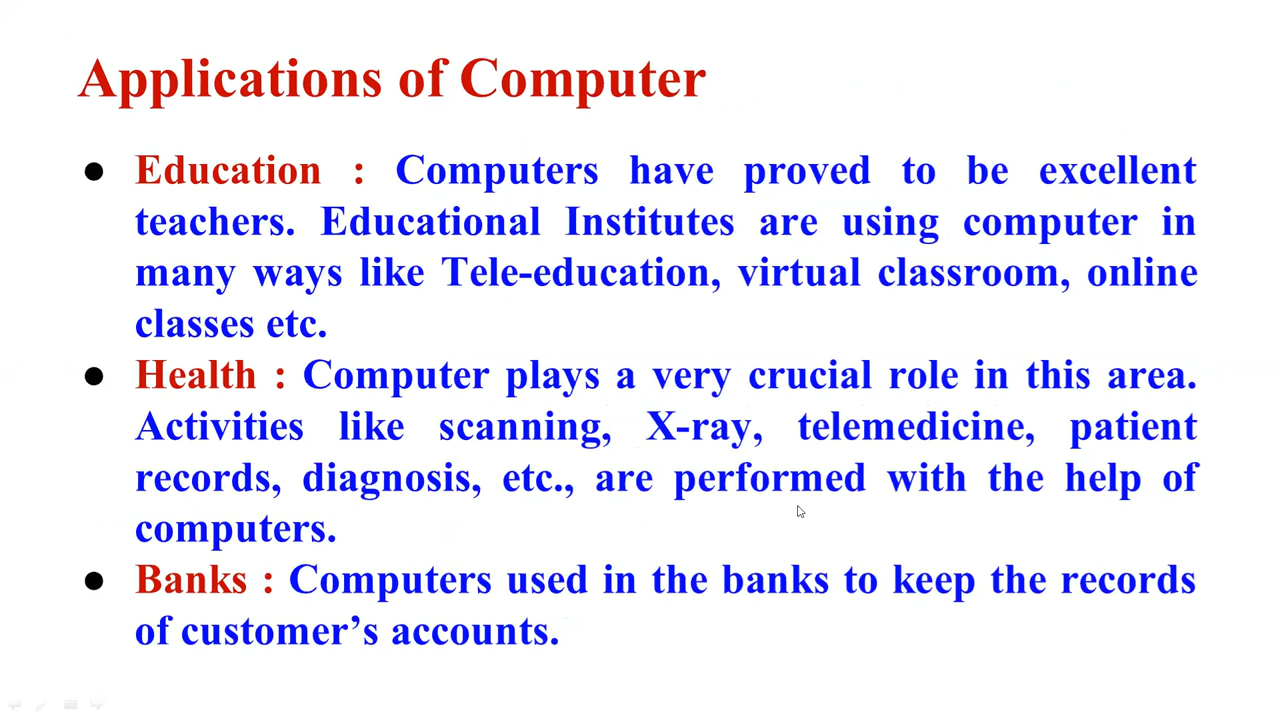 Applications of Computer
● Education : Computers have proved to be excellent
teachers. Educational Institutes are using computer in
many ways like Tele-education, virtual classroom, online
classes etc.
● Health : Computer plays a very crucial role in this area.
Activities like scanning, X-ray, telemedicine, patient
records, diagnosis, etc., are performed with the help of
computers.
● Banks : Computers used in the banks to keep the records
of customer’s accounts.